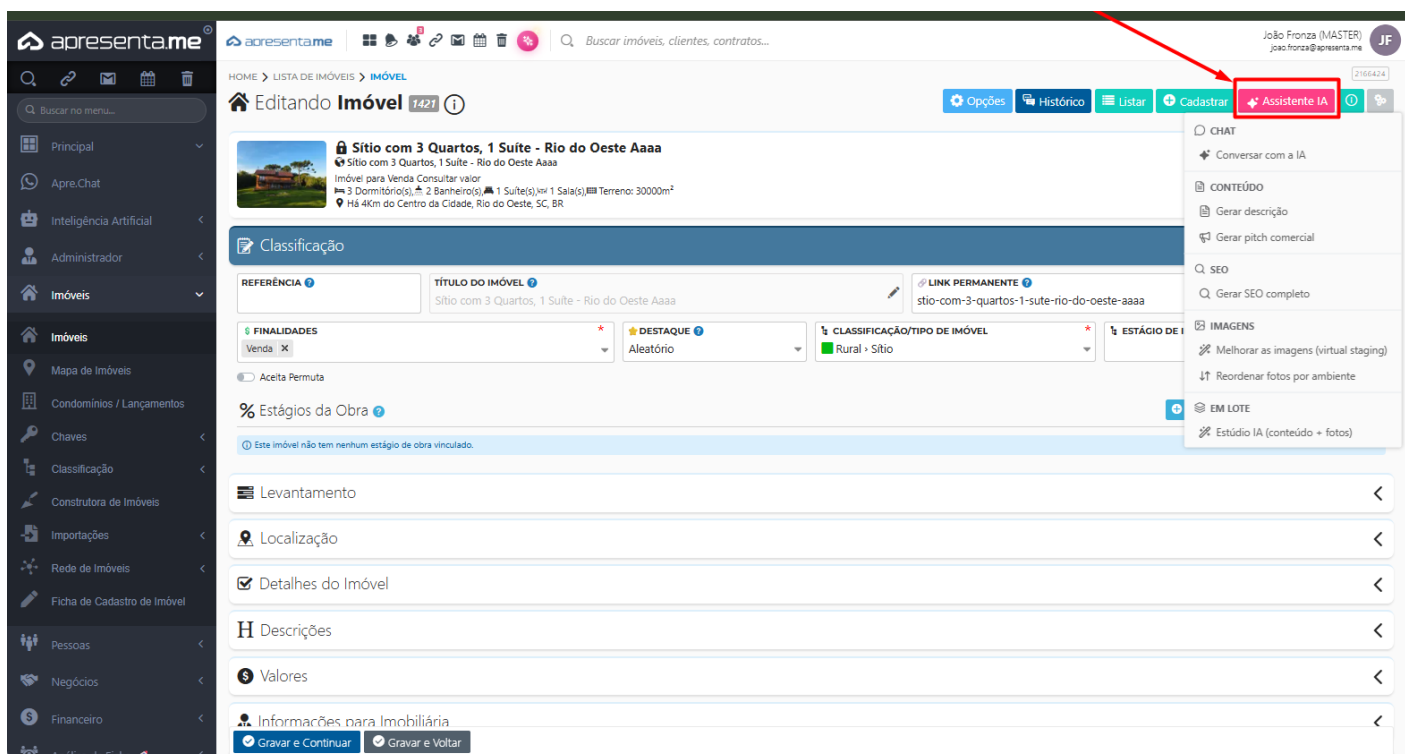 apresenta.me
apresentame
8
Buscar imóveis, clientes, contratos...
João Fronza (MASTER)
joao.fronza@apresenta.me
JF
Buscar no menu...
Principal
Apre.Chat
Inteligência Artificial
Administrador
Imóveis
Imóveis
Mapa de Imóveis
Condomínios / Lançamentos
Chaves
Classificação
Construtora de Imóveis
Importações
Rede de Imóveis
Ficha de Cadastro de Imóvel
Pessoas
Negócios
Financeiro
HOME > LISTA DE IMÓVEIS > IMÓVEL
2166424
Editando Imóvel 1421
Opções
Histórico
Listar
Cadastrar
Assistente IA
Sítio com 3 Quartos, 1 Suíte - Rio do Oeste Aaaa
Sítio com 3 Quartos, 1 Suíte - Rio do Oeste Aaaa
Imóvel para Venda Consultar valor
3 Dormitório(s), 2 Banheiro(s), 1 Suíte(s), 1 Sala(s), Terreno: 30000m²
Há 4Km do Centro da Cidade, Rio do Oeste, SC, BR
CHAT
Conversar com a IA
CONTEÚDO
Gerar descrição
Gerar pitch comercial
SEO
Gerar SEO completo
IMAGENS
Melhorar as imagens (virtual staging)
Reordenar fotos por ambiente
EM LOTE
Estúdio IA (conteúdo + fotos)
Classificação
REFERÊNCIA
TÍTULO DO IMÓVEL
Sítio com 3 Quartos, 1 Suíte - Rio do Oeste Aaaa
LINK PERMANENTE
stio-com-3-quartos-1-sute-rio-do-oeste-aaaa
FINALIDADES *
Venda ×
DESTAQUE
Aleatório
CLASSIFICAÇÃO/TIPO DE IMÓVEL *
Rural › Sítio
ESTÁGIO DE
Aceita Permuta
% Estágios da Obra
Este imóvel não tem nenhum estágio de obra vinculado.
Levantamento
Localização
Detalhes do Imóvel
H Descrições
Valores
Informações para Imobiliária
Gravar e Continuar
Gravar e Voltar